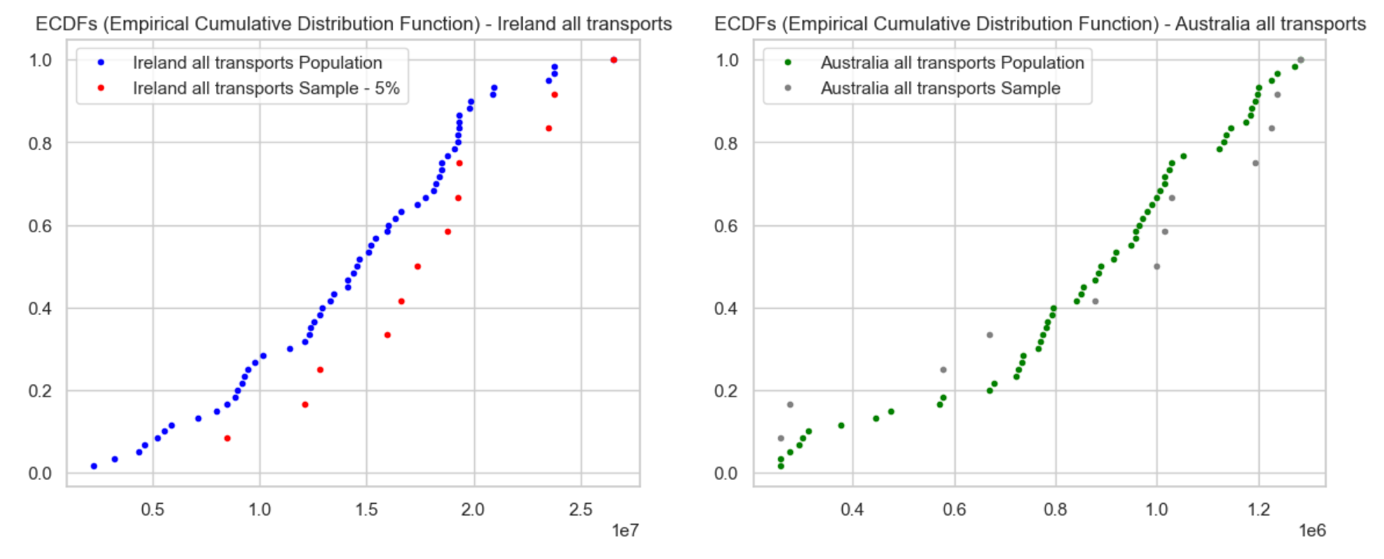 ECDFs (Empirical Cumulative Distribution Function) - Ireland all transports
Ireland all transports Population
Ireland all transports Sample - 5%
1.0
0.8
0.6
0.4
0.2
0.0
0.5
1.0
1.5
2.0
2.5
1e7
ECDFs (Empirical Cumulative Distribution Function) - Australia all transports
Australia all transports Population
Australia all transports Sample
1.0
0.8
0.6
0.4
0.2
0.0
0.4
0.6
0.8
1.0
1.2
1e6